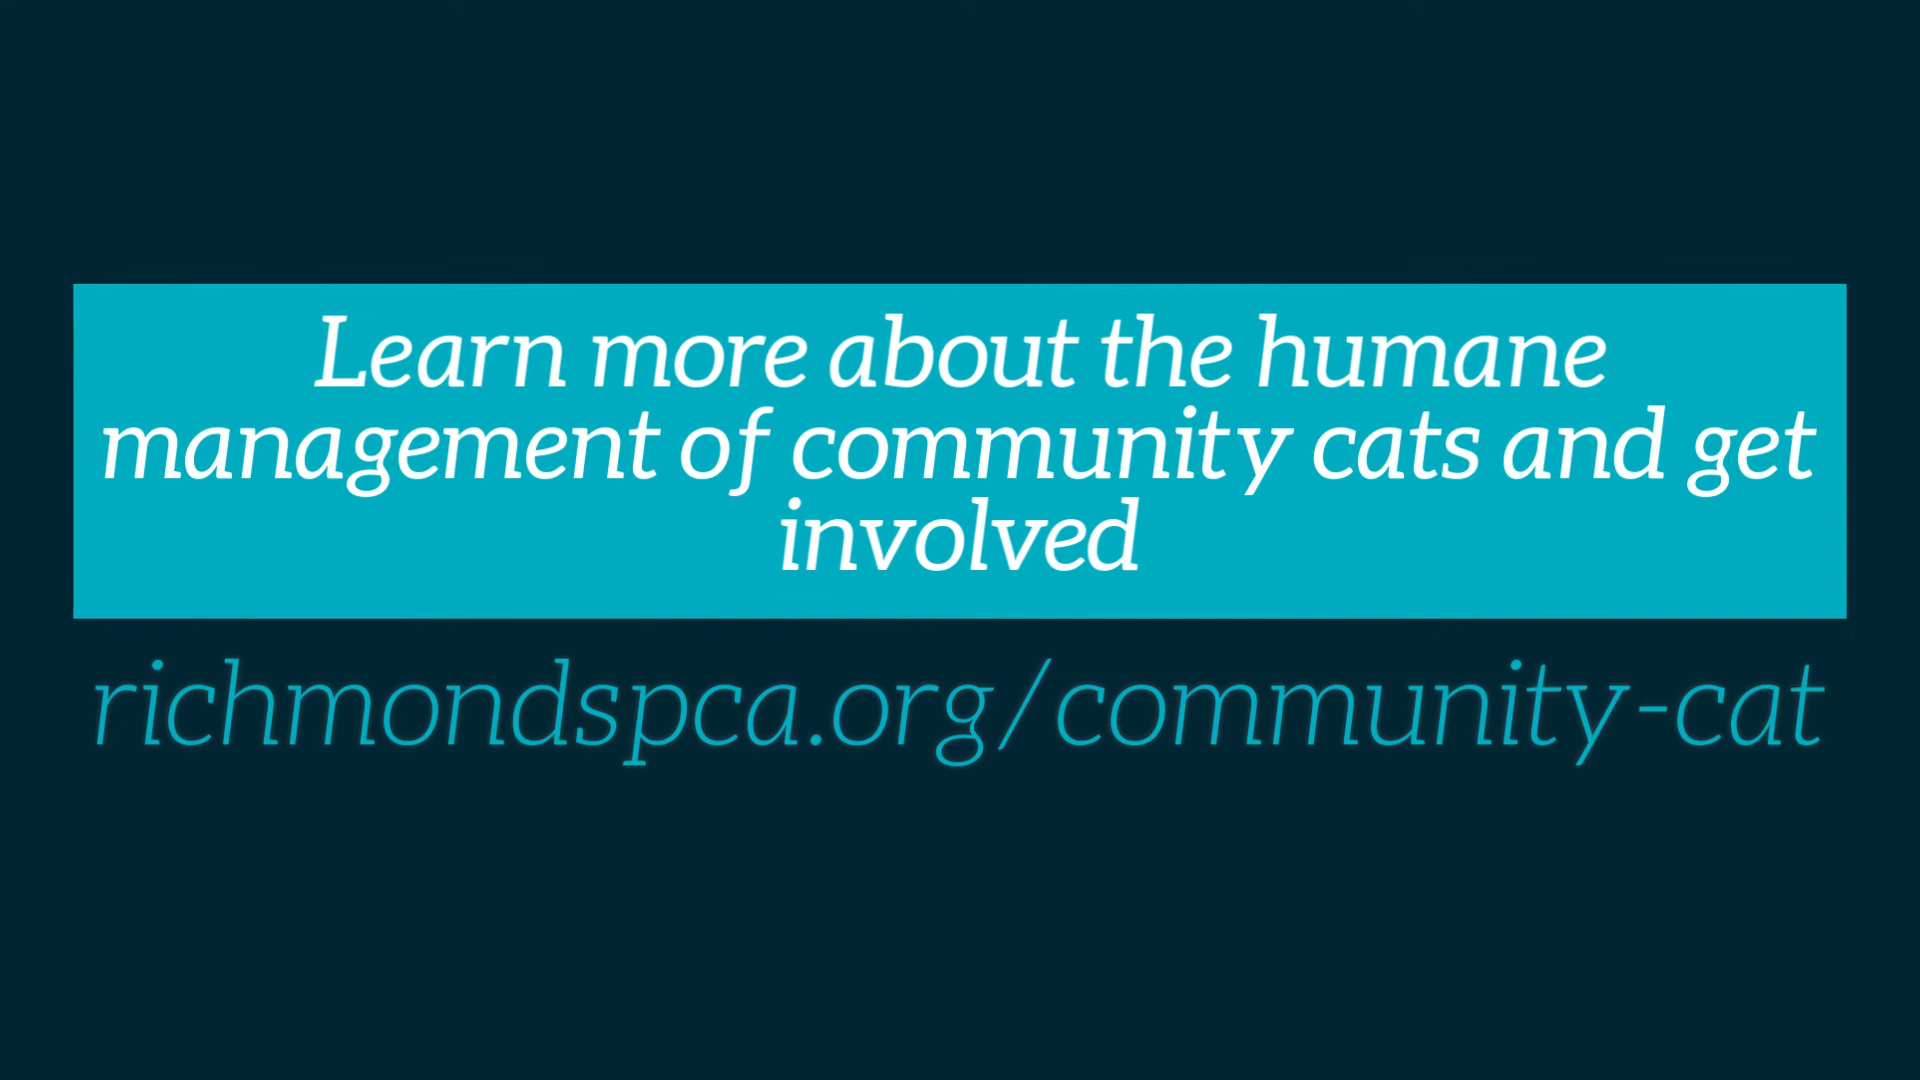 Learn more about the humane
management of community cats and get
involved
richmondspca.org/community-cat